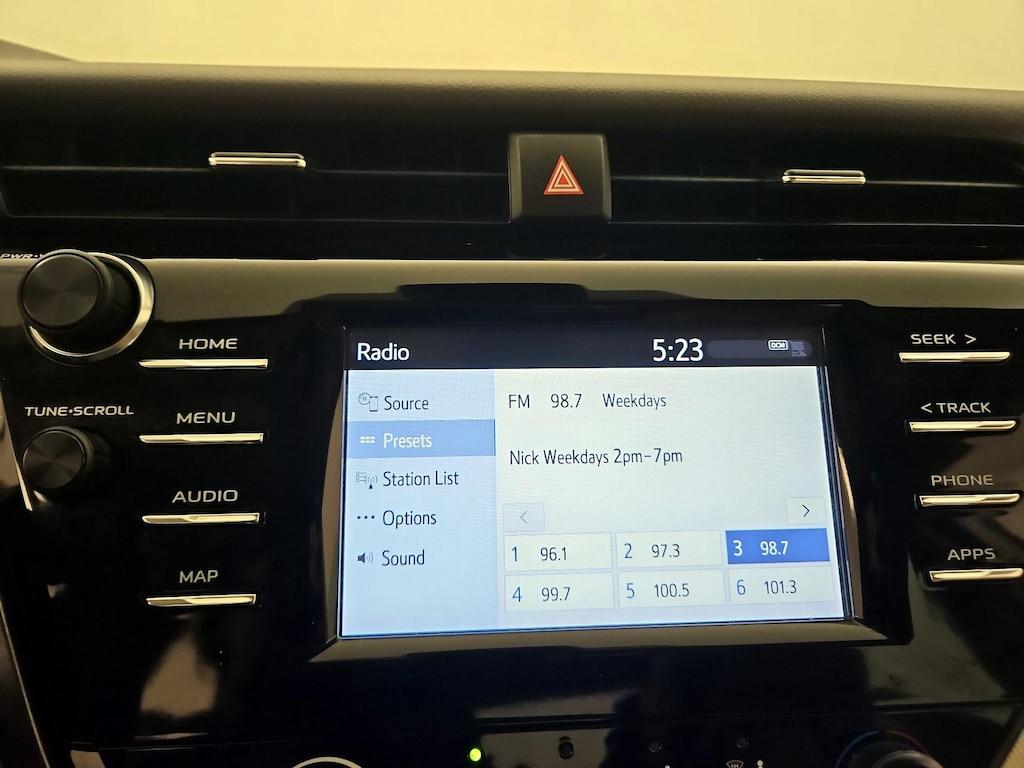 PWR
Radio 5:23 DCM
HOME
MENU
AUDIO
MAP
TUNE•SCROLL
Source
Presets
Station List
Options
Sound
FM 98.7 Weekdays
Nick Weekdays 2pm-7pm
< >
1 96.1 2 97.3 3 98.7
4 99.7 5 100.5 6 101.3
SEEK >
< TRACK
PHONE
APPS